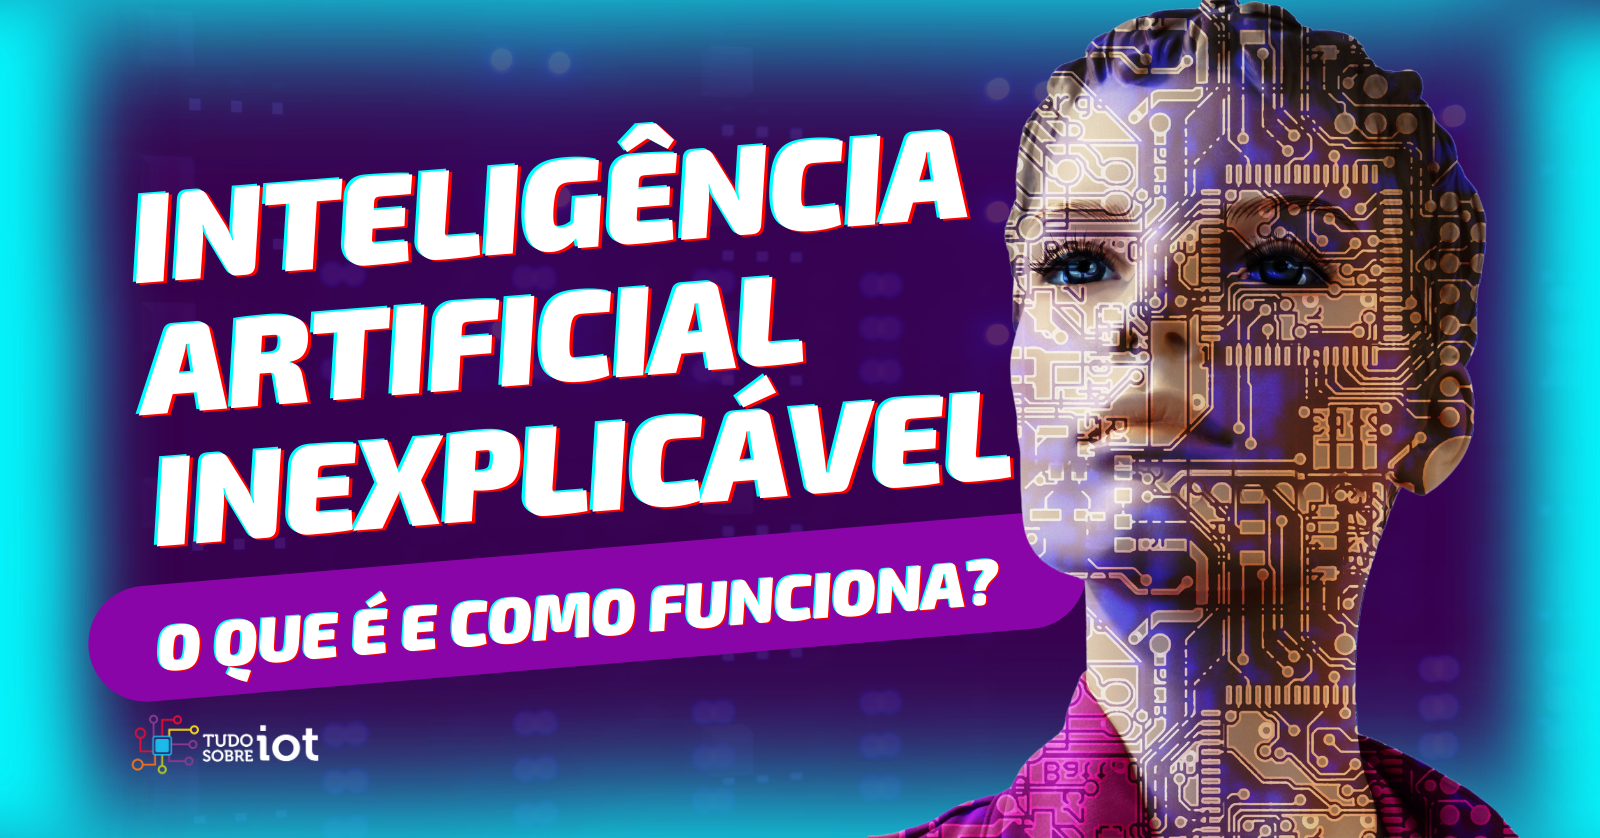 INTELIGÊNCIA
ARTIFICIAL
INEXPLICÁVEL
O QUE É E COMO FUNCIONA?
TUDO
SOBRE iot